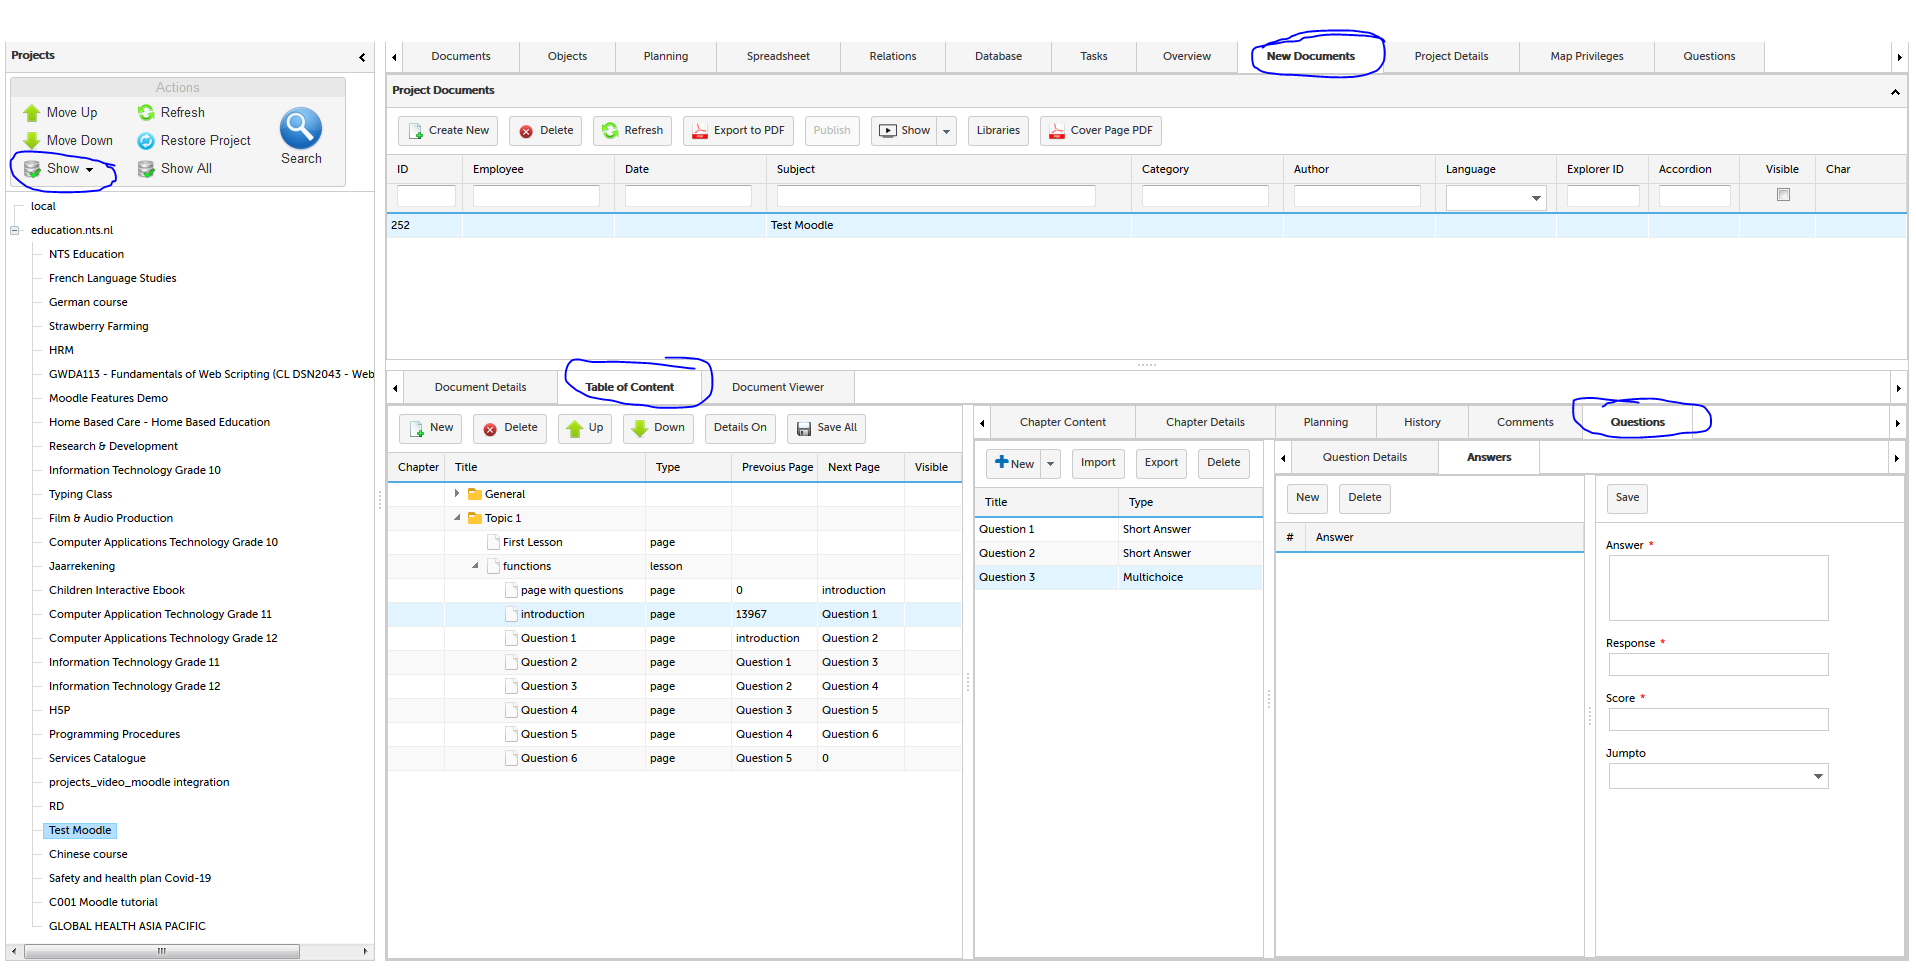 Projects
Actions
Move Up Refresh
Move Down Restore Project
Show Show All
Search
local
education.nts.nl
NTS Education
French Language Studies
German course
Strawberry Farming
HRM
GWDA113 - Fundamentals of Web Scripting (CL DSN2043 - Web
Moodle Features Demo
Home Based Care - Home Based Education
Research & Development
Information Technology Grade 10
Typing Class
Film & Audio Production
Computer Applications Technology Grade 10
Jaarrekening
Children Interactive Ebook
Computer Application Technology Grade 11
Computer Applications Technology Grade 12
Information Technology Grade 11
Information Technology Grade 12
H5P
Programming Procedures
Services Catalogue
projects_video_moodle integration
RD
Test Moodle
Chinese course
Safety and health plan Covid-19
C001 Moodle tutorial
GLOBAL HEALTH ASIA PACIFIC
Documents Objects Planning Spreadsheet Relations Database Tasks Overview New Documents Project Details Map Privileges Questions
Project Documents
Create New Delete Refresh Export to PDF Publish Show Libraries Cover Page PDF
ID Employee Date Subject Category Author Language Explorer ID Accordion Visible Char
252 Test Moodle
Document Details Table of Content Document Viewer
New Delete Up Down Details On Save All
Chapter Title Type Prevoius Page Next Page Visible
General
Topic 1
First Lesson page
functions lesson
page with questions page 0 introduction
introduction page 13967 Question 1
Question 1 page introduction Question 2
Question 2 page Question 1 Question 3
Question 3 page Question 2 Question 4
Question 4 page Question 3 Question 5
Question 5 page Question 4 Question 6
Question 6 page Question 5 0
Chapter Content Chapter Details Planning History Comments Questions
New Import Export Delete
Title Type
Question 1 Short Answer
Question 2 Short Answer
Question 3 Multichoice
Question Details Answers
New Delete
# Answer
Save
Answer *
Response *
Score *
Jumpto